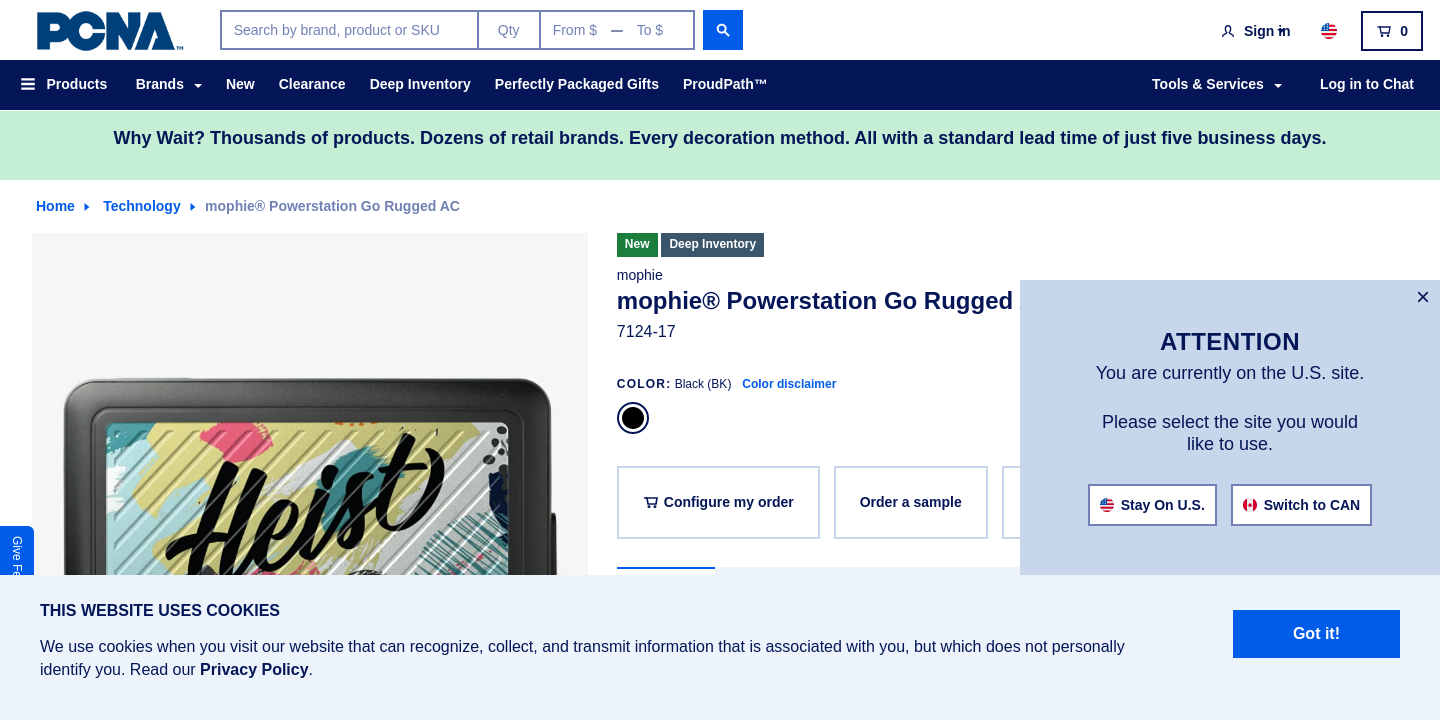 PCNA™
Search by brand, product or SKU
Qty
From $ — To $
Sign in
0
Products
Brands
New
Clearance
Deep Inventory
Perfectly Packaged Gifts
ProudPath™
Tools & Services
Log in to Chat
Why Wait? Thousands of products. Dozens of retail brands. Every decoration method. All with a standard lead time of just five business days.
Home
Technology
mophie® Powerstation Go Rugged AC
New
Deep Inventory
mophie
mophie® Powerstation Go Rugged
7124-17
COLOR: Black (BK) Color disclaimer
Configure my order
Order a sample
Heist
×
ATTENTION
You are currently on the U.S. site.
Please select the site you would
like to use.
Stay On U.S.
Switch to CAN
Give
THIS WEBSITE USES COOKIES
We use cookies when you visit our website that can recognize, collect, and transmit information that is associated with you, but which does not personally
identify you. Read our Privacy Policy.
Got it!